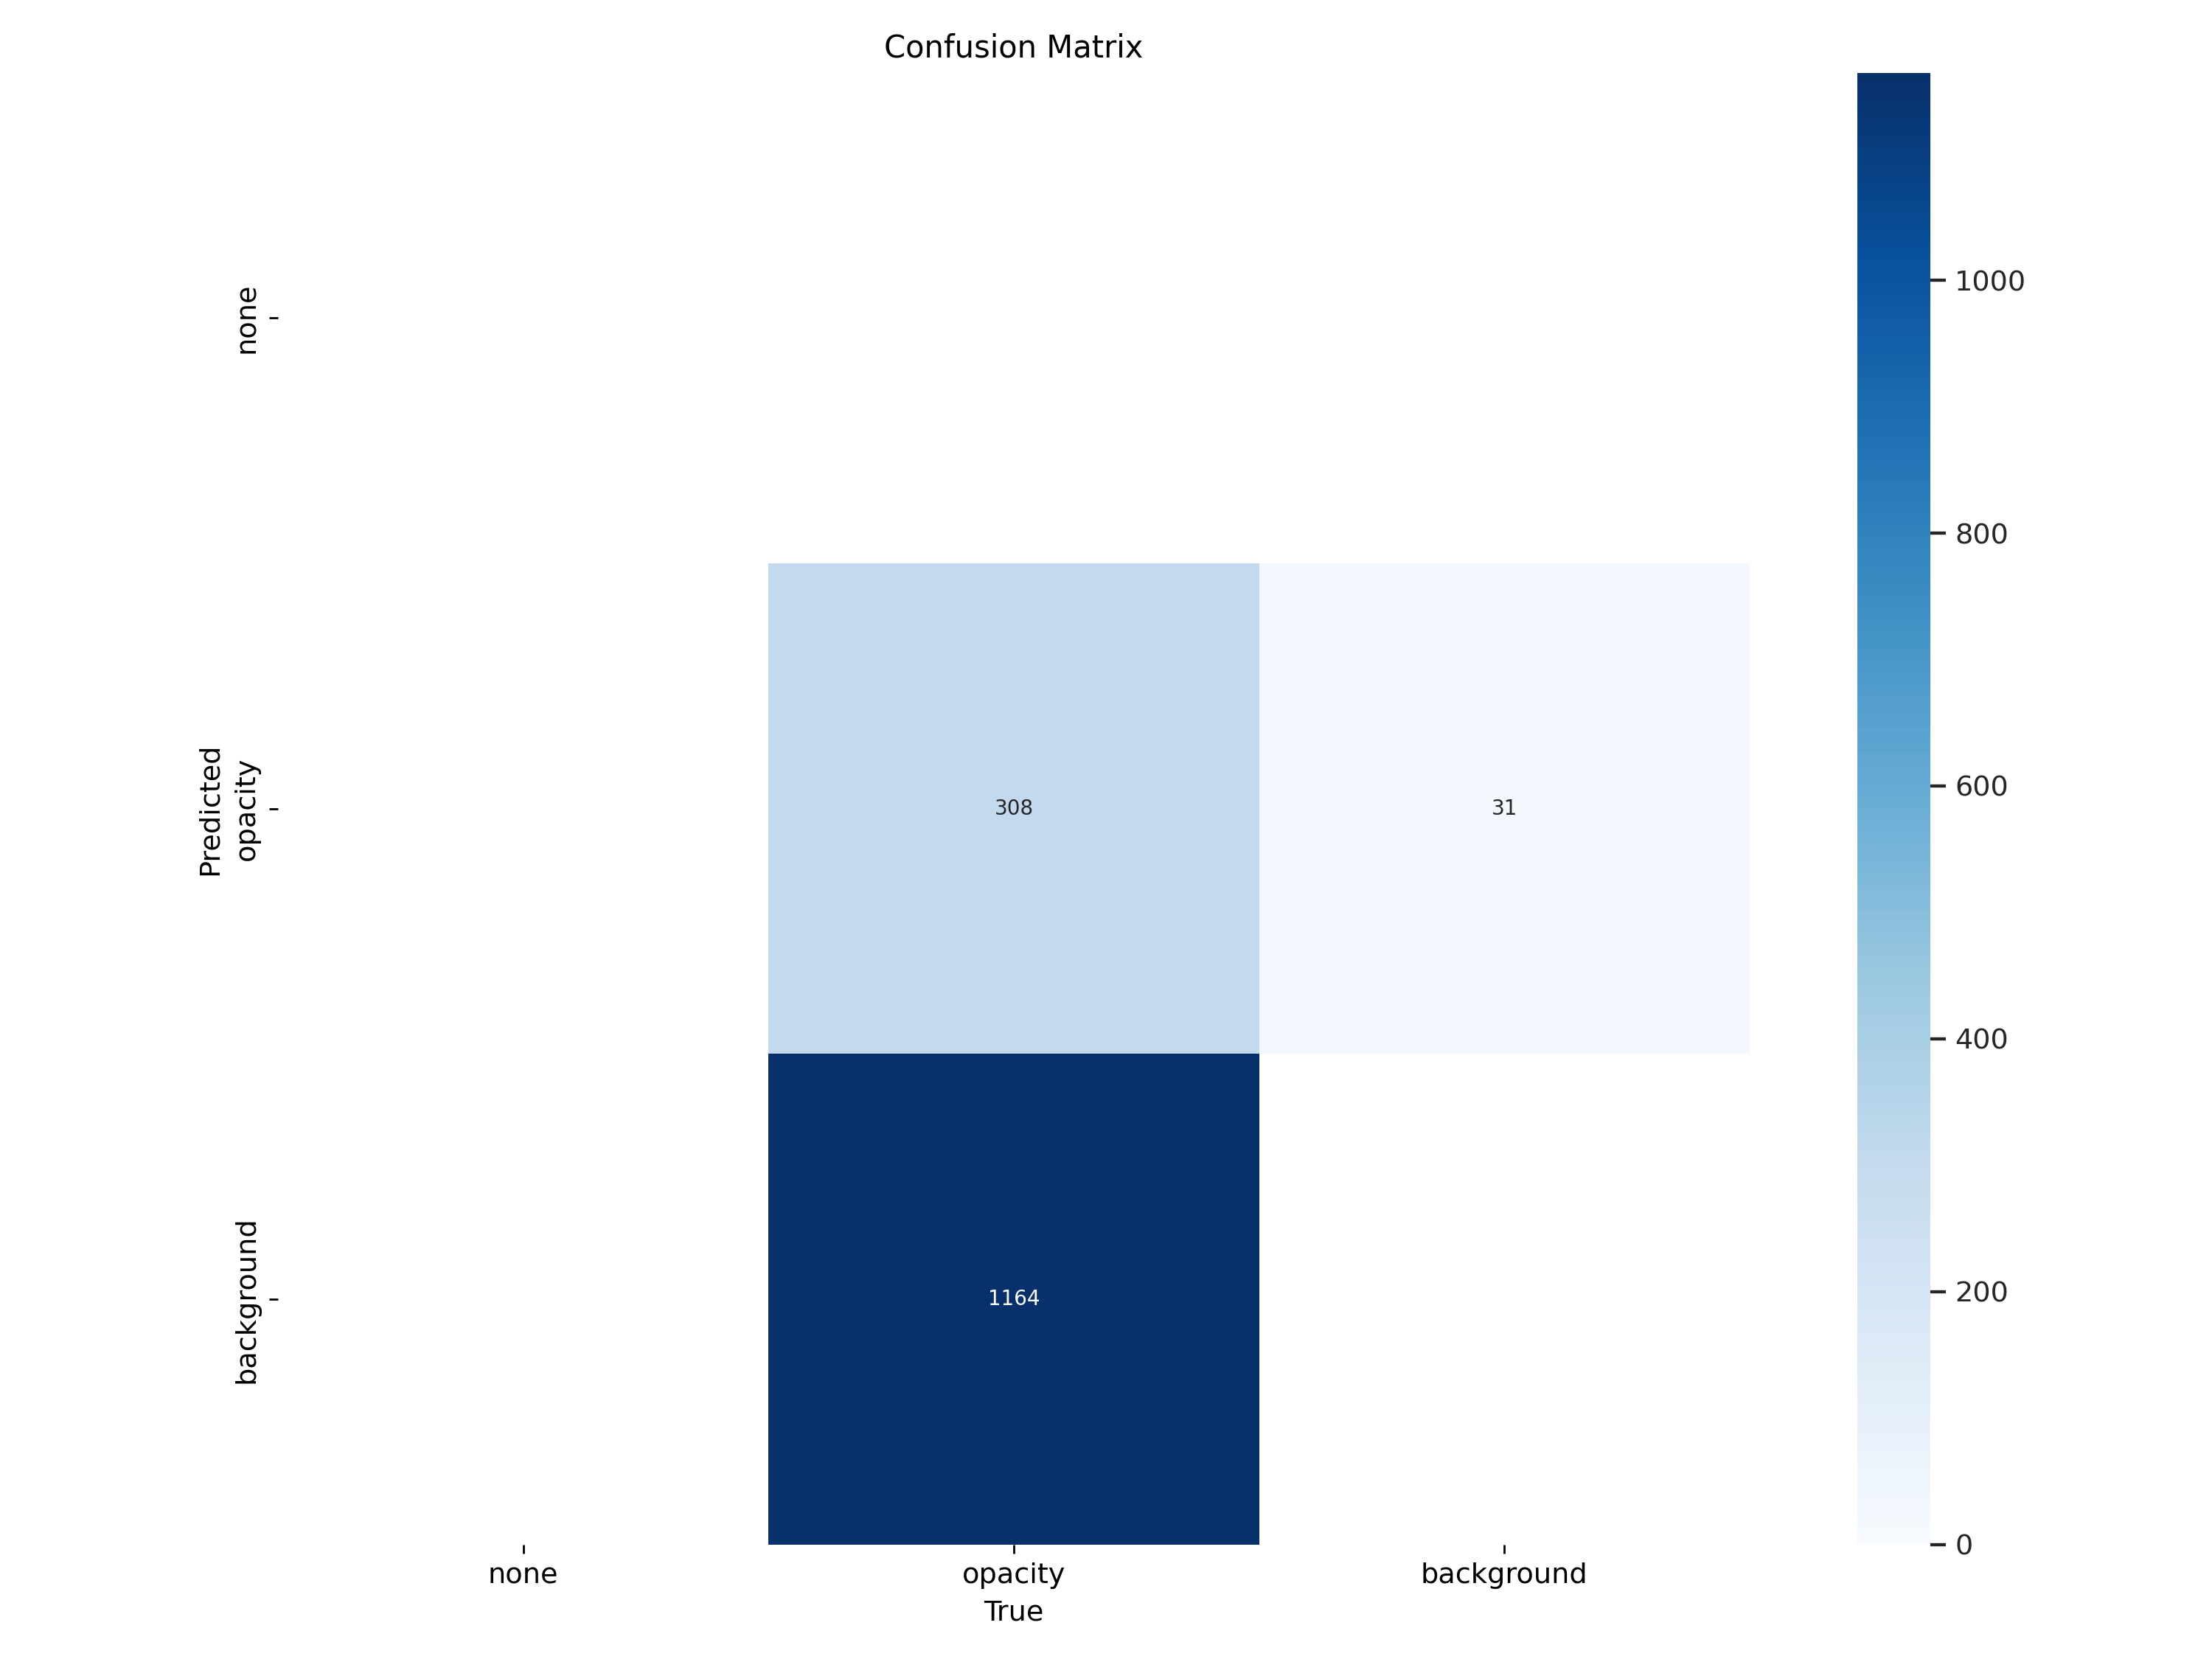 Confusion Matrix
none
opacity
background
Predicted
308
31
1164
none
opacity
background
True
1000
800
600
400
200
0